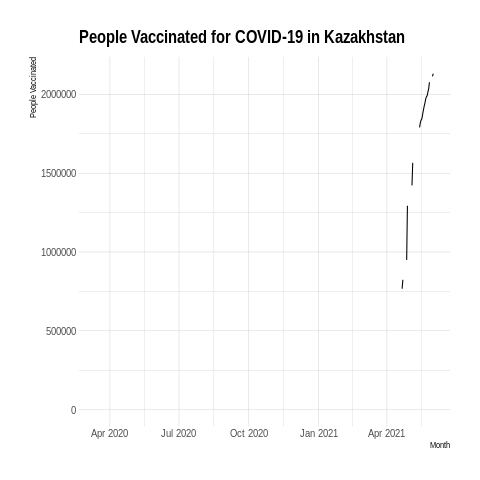 People Vaccinated for COVID-19 in Kazakhstan
People Vaccinated
2000000
1500000
1000000
500000
0
Apr 2020 Jul 2020 Oct 2020 Jan 2021 Apr 2021
Month